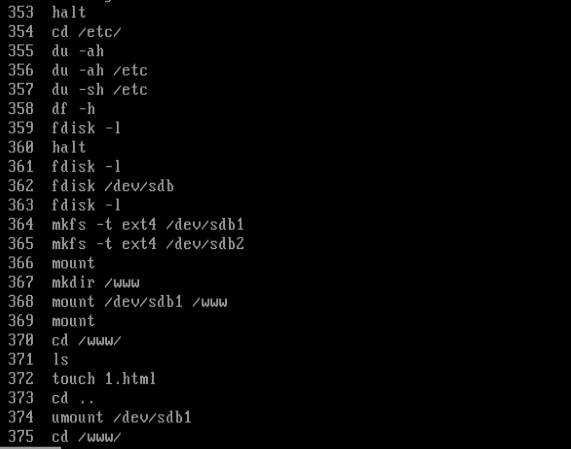 353 halt
354 cd /etc/
355 du -ah
356 du -ah /etc
357 du -sh /etc
358 df -h
359 fdisk -l
360 halt
361 fdisk -l
362 fdisk /dev/sdb
363 fdisk -l
364 mkfs -t ext4 /dev/sdb1
365 mkfs -t ext4 /dev/sdb2
366 mount
367 mkdir /www
368 mount /dev/sdb1 /www
369 mount
370 cd /www/
371 ls
372 touch 1.html
373 cd ..
374 umount /dev/sdb1
375 cd /www/